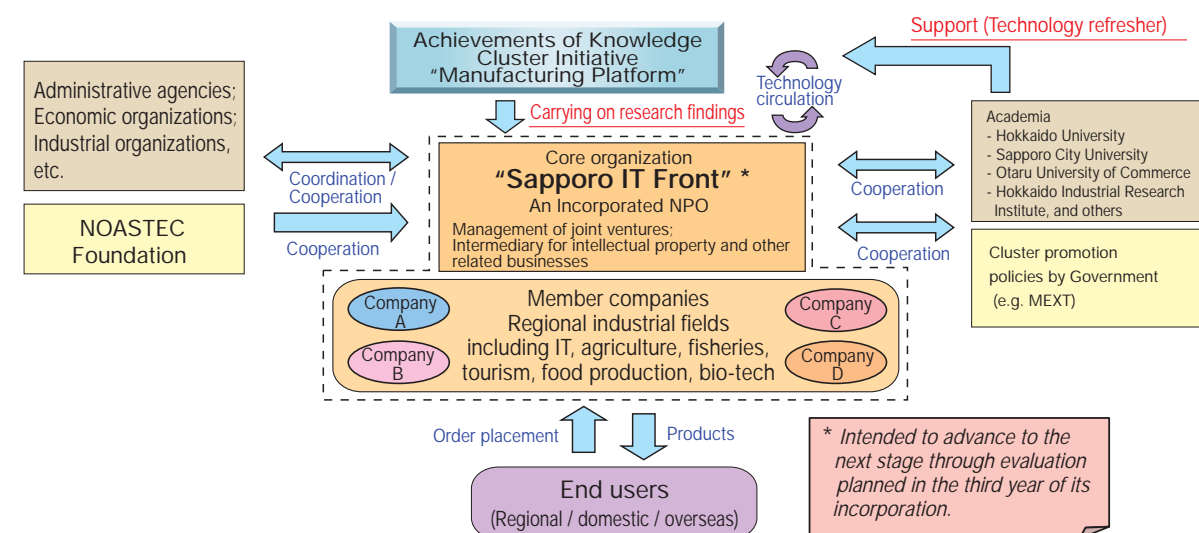 Achievements of Knowledge
Cluster Initiative
“Manufacturing Platform”
Support (Technology refresher)
Technology
circulation
Carrying on research findings
Administrative agencies;
Economic organizations;
Industrial organizations,
etc.
Coordination /
Cooperation
NOASTEC
Foundation
Cooperation
Core organization
“Sapporo IT Front” *
An Incorporated NPO
Management of joint ventures;
Intermediary for intellectual property and other
related businesses
Cooperation
Cooperation
Academia
- Hokkaido University
- Sapporo City University
- Otaru University of Commerce
- Hokkaido Industrial Research
Institute, and others
Cluster promotion
policies by Government
(e.g. MEXT)
Company
A
Company
B
Member companies
Regional industrial fields
including IT, agriculture, fisheries,
tourism, food production, bio-tech
Company
C
Company
D
Order placement
Products
End users
(Regional / domestic / overseas)
* Intended to advance to the
next stage through evaluation
planned in the third year of its
incorporation.